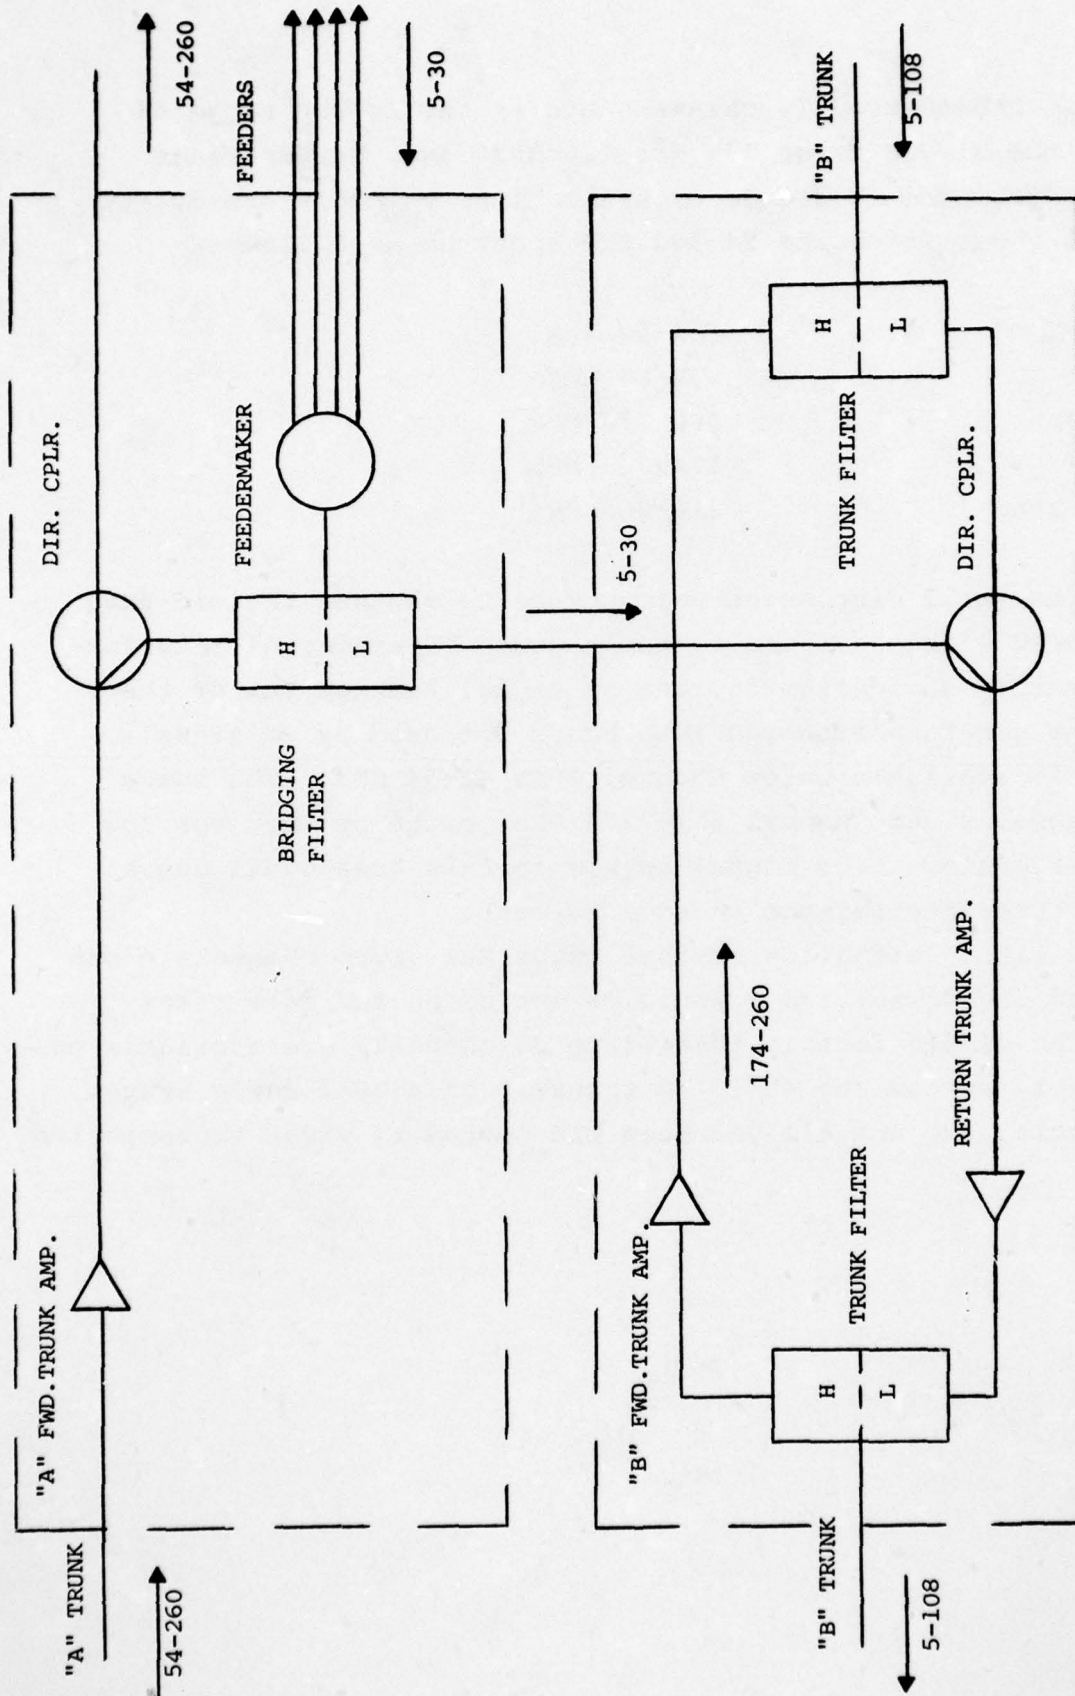 "A" FWD.TRUNK AMP.
DIR. CPLR.
"A" TRUNK
54-260
54-260
FEEDERMAKER
FEEDERS
BRIDGING
FILTER
H
L
5-30
5-30
"B" FWD.TRUNK AMP.
174-260
"B" TRUNK
H
L
TRUNK FILTER
H
L
TRUNK FILTER
"B" TRUNK
5-108
5-108
RETURN TRUNK AMP.
DIR. CPLR.